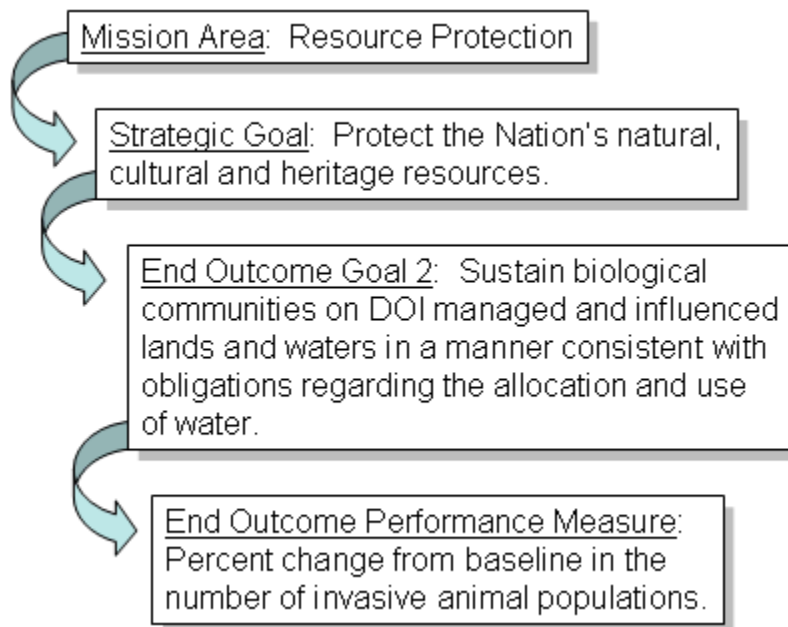 Mission Area:  Resource Protection
Strategic Goal:  Protect the Nation's natural,
cultural and heritage resources.
End Outcome Goal 2:  Sustain biological
communities on DOI managed and influenced
lands and waters in a manner consistent with
obligations regarding the allocation and use
of water.
End Outcome Performance Measure:
Percent change from baseline in the
number of invasive animal populations.